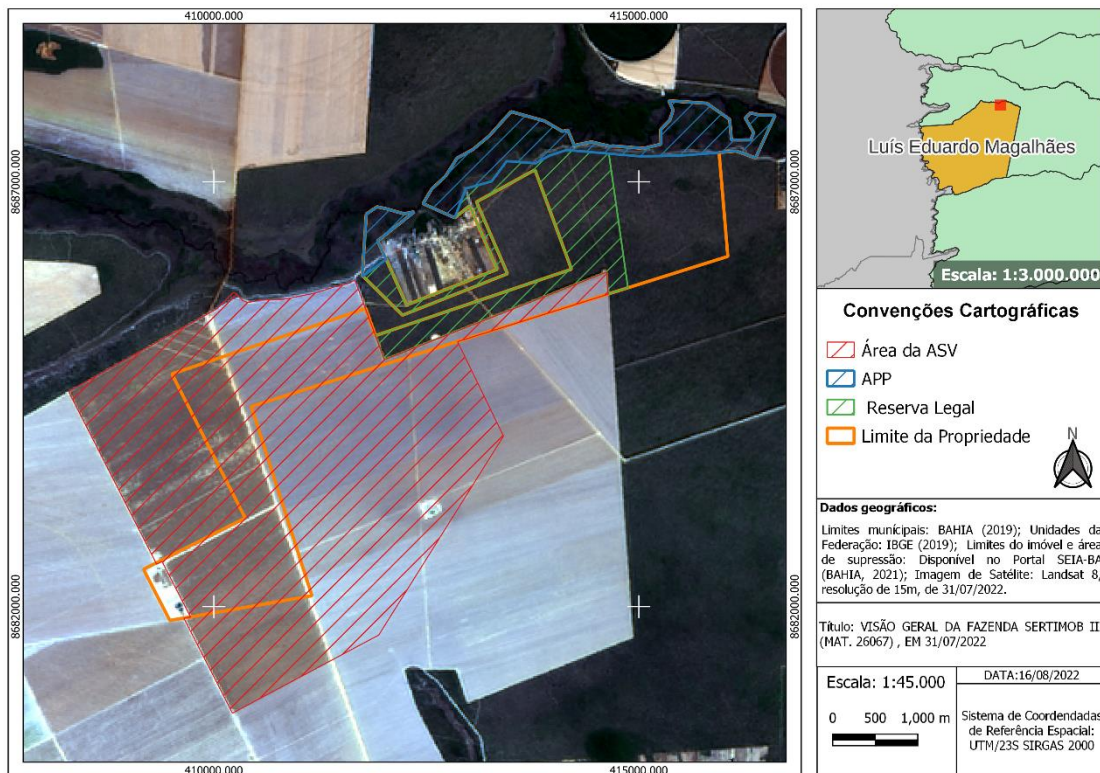 410000.000
415000.000
8687000.000
8687000.000
8682000.000
8682000.000
410000.000
415000.000
Luís Eduardo Magalhães
Escala: 1:3.000.000
Convenções Cartográficas
Área da ASV
APP
Reserva Legal
Limite da Propriedade
N
Dados geográficos:
Limites municípais: BAHIA (2019); Unidades da
Federação: IBGE (2019); Limites do imóvel e área
de supressão: Disponível no Portal SEIA-BA
(BAHIA, 2021); Imagem de Satélite: Landsat 8,
resolução de 15m, de 31/07/2022.
Título: VISÃO GERAL DA FAZENDA SERTIMOB II
(MAT. 26067) , EM 31/07/2022
Escala: 1:45.000
0 500 1,000 m
DATA:16/08/2022
Sistema de Coordendadas
de Referência Espacial:
UTM/23S SIRGAS 2000